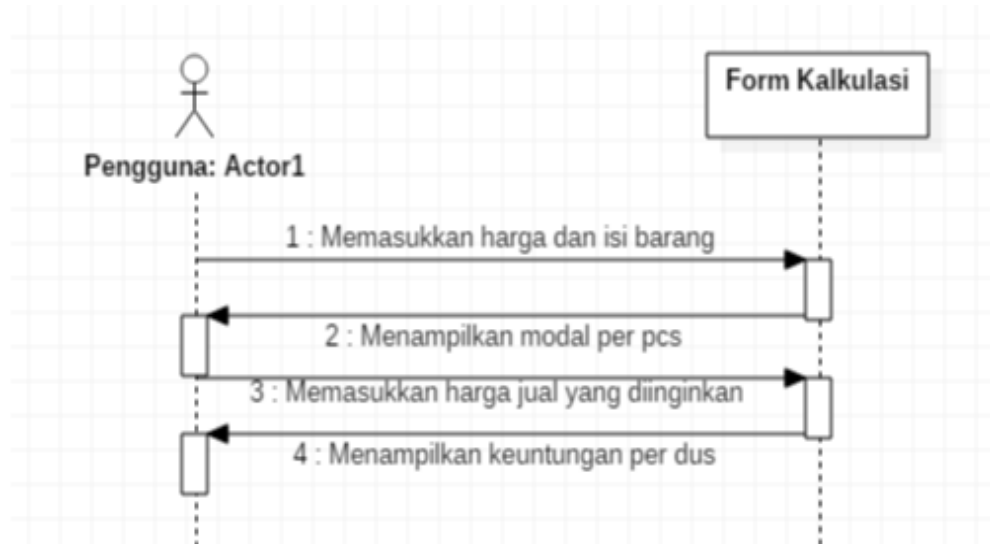 Form Kalkulasi
Pengguna: Actor1
1 : Memasukkan harga dan isi barang
2 : Menampilkan modal per pcs
3 : Memasukkan harga jual yang diinginkan
4 : Menampilkan keuntungan per dus